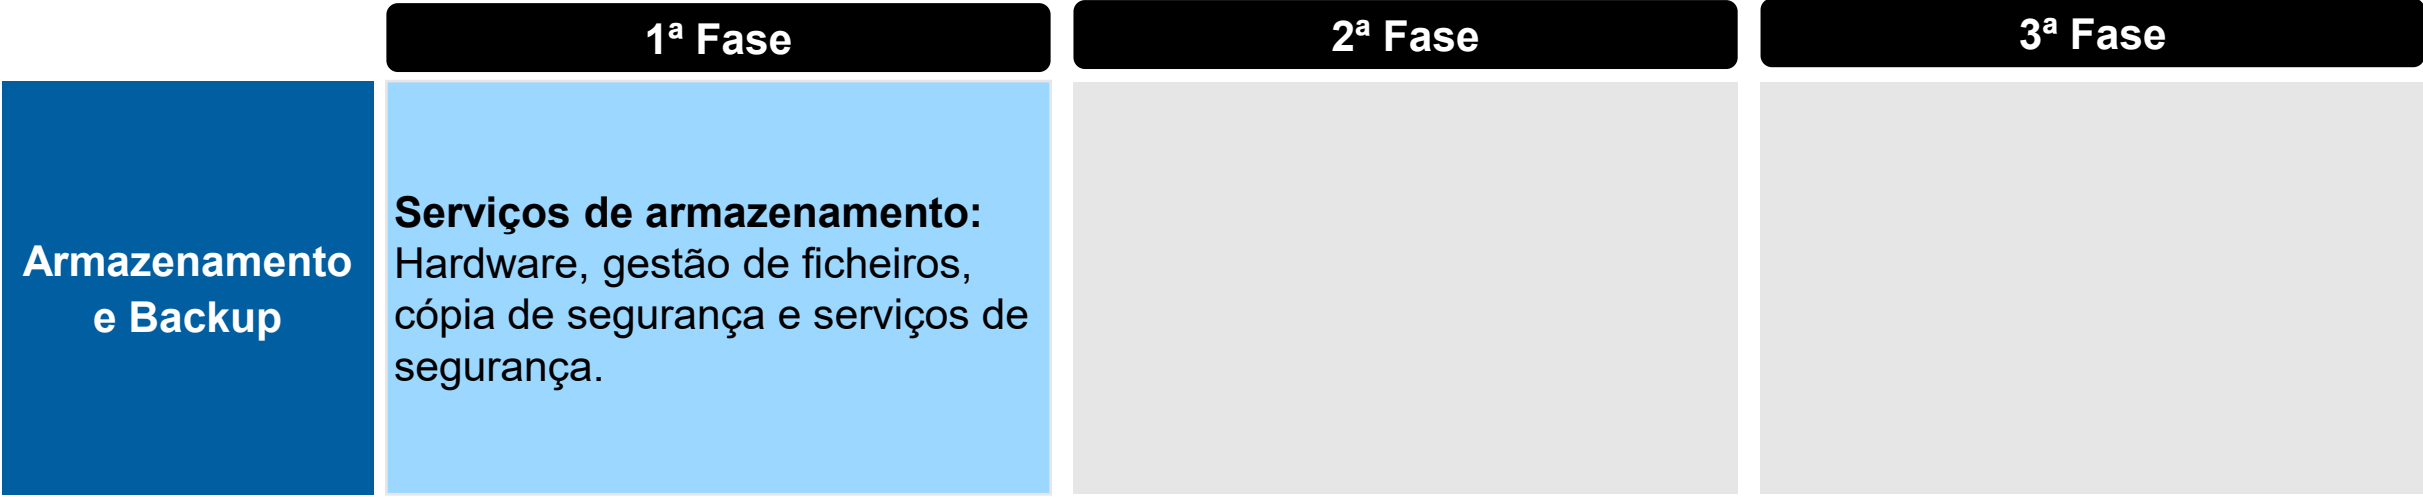 1ª Fase
2ª Fase
3ª Fase
Armazenamento
e Backup
Serviços de armazenamento:
Hardware, gestão de ficheiros,
cópia de segurança e serviços de
segurança.